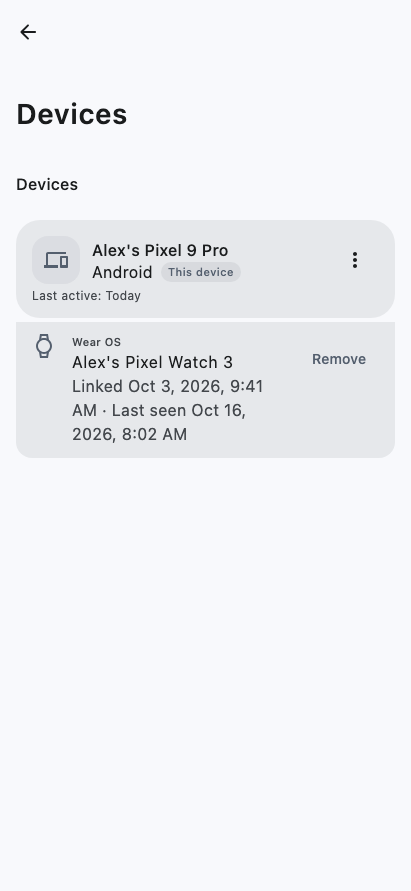 Devices
Devices
Alex's Pixel 9 Pro
Android This device
Last active: Today
Wear OS
Alex's Pixel Watch 3
Remove
Linked Oct 3, 2026, 9:41
AM · Last seen Oct 16,
2026, 8:02 AM